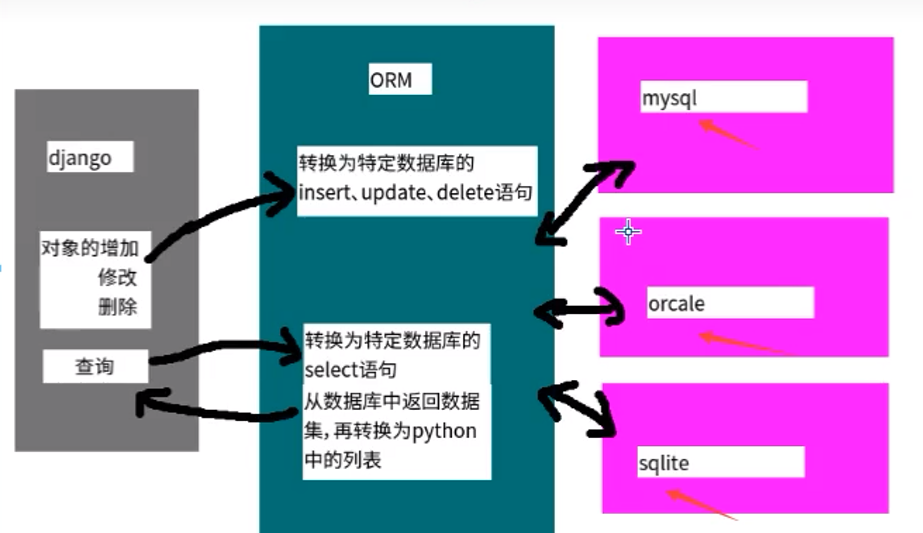 django
对象的增加
修改
删除
查询
ORM
转换为特定数据库的
insert、update、delete语句
转换为特定数据库的
select语句
从数据库中返回数据
集，再转换为python
中的列表
mysql
orcale
sqlite